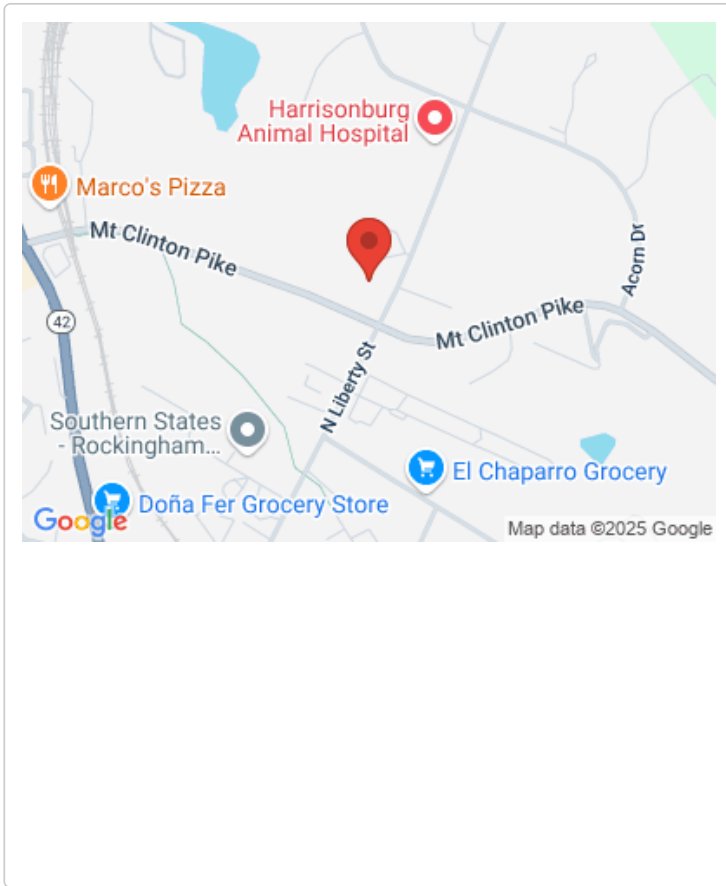 Harrisonburg
Animal Hospital
Marco's Pizza
Mt Clinton Pike
Acorn Dr
Mt Clinton Pike
42
N Liberty St
Southern States
- Rockingham...
El Chaparro Grocery
Doña Fer Grocery Store
Google
Map data ©2025 Google